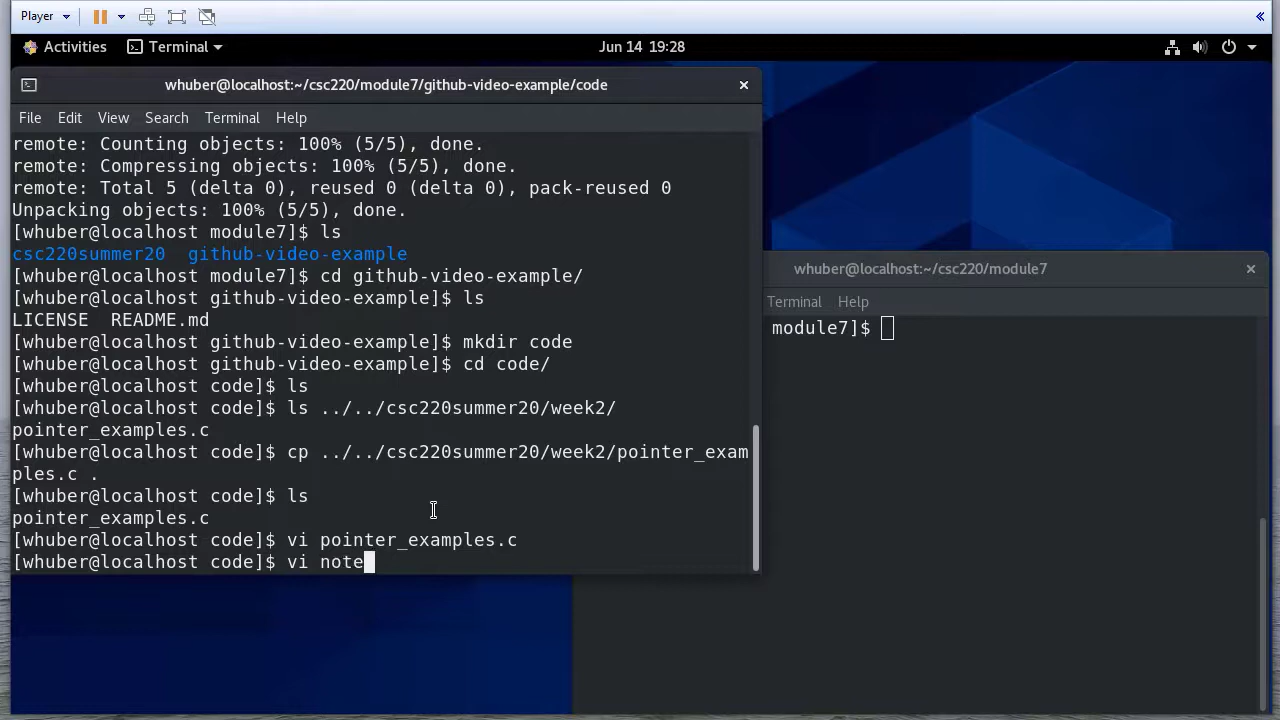 Player
Activities Terminal Jun 14 19:28
whuber@localhost:~/csc220/module7/github-video-example/code
File Edit View Search Terminal Help
remote: Counting objects: 100% (5/5), done.
remote: Compressing objects: 100% (5/5), done.
remote: Total 5 (delta 0), reused 0 (delta 0), pack-reused 0
Unpacking objects: 100% (5/5), done.
[whuber@localhost module7]$ ls
csc220summer20  github-video-example
[whuber@localhost module7]$ cd github-video-example/
[whuber@localhost github-video-example]$ ls
LICENSE  README.md
[whuber@localhost github-video-example]$ mkdir code
[whuber@localhost github-video-example]$ cd code/
[whuber@localhost code]$ ls
[whuber@localhost code]$ ls ../../csc220summer20/week2/
pointer_examples.c
[whuber@localhost code]$ cp ../../csc220summer20/week2/pointer_exam
ples.c .
[whuber@localhost code]$ ls
pointer_examples.c
[whuber@localhost code]$ vi pointer_examples.c
[whuber@localhost code]$ vi note
whuber@localhost:~/csc220/module7
Terminal Help
module7]$